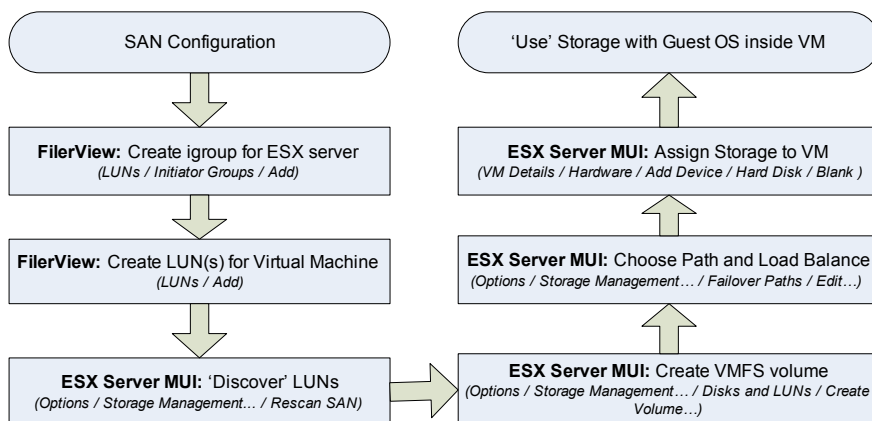 SAN Configuration
FilerView: Create igroup for ESX server
(LUNs / Initiator Groups / Add)
FilerView: Create LUN(s) for Virtual Machine
(LUNs / Add)
ESX Server MUI: ‘Discover’ LUNs
(Options / Storage Management... / Rescan SAN)
ESX Server MUI: Create VMFS volume
(Options / Storage Management… / Disks and LUNs / Create
Volume…)
ESX Server MUI: Choose Path and Load Balance
(Options / Storage Management… / Failover Paths / Edit…)
ESX Server MUI: Assign Storage to VM
(VM Details / Hardware / Add Device / Hard Disk / Blank )
‘Use’ Storage with Guest OS inside VM